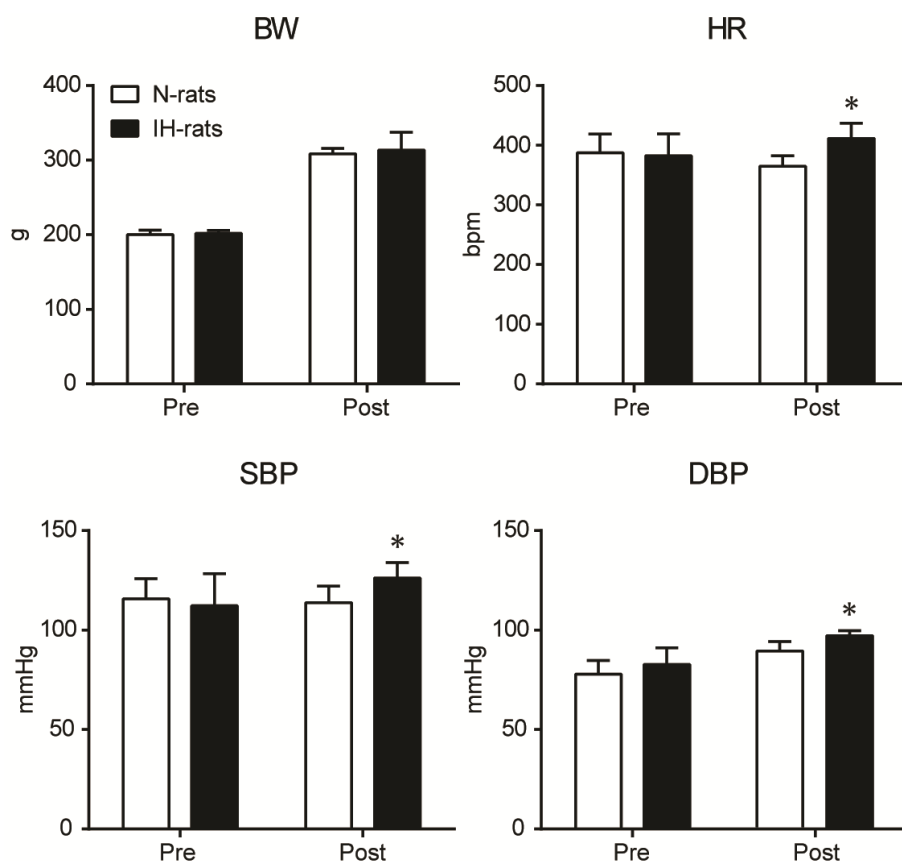 BW
400
300
200
100
0
g
N-rats
IH-rats
Pre
Post
HR
500
400
300
200
100
0
bpm
*
Pre
Post
SBP
150
100
50
0
mmHg
*
Pre
Post
DBP
150
100
50
0
mmHg
*
Pre
Post